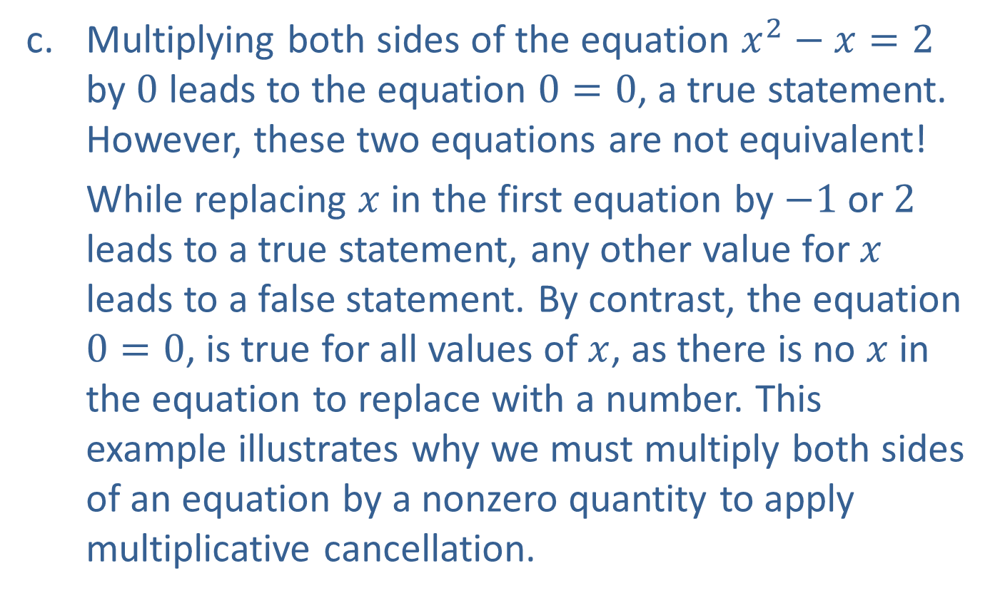 c. Multiplying both sides of the equation x² − x = 2
by 0 leads to the equation 0 = 0, a true statement.
However, these two equations are not equivalent!
While replacing x in the first equation by −1 or 2
leads to a true statement, any other value for x
leads to a false statement. By contrast, the equation
0 = 0, is true for all values of x, as there is no x in
the equation to replace with a number. This
example illustrates why we must multiply both sides
of an equation by a nonzero quantity to apply
multiplicative cancellation.